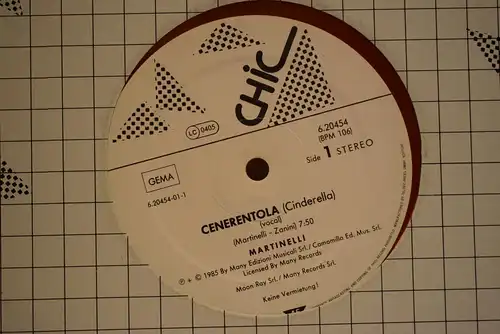 CHIC
LC 0405
6.20454
(BPM 106)
Side 1 STEREO
GEMA
6.20454-01-1
CENERENTOLA (Cinderella)
(vocal)
(Martinelli - Zanini) 7:50
MARTINELLI
℗ + © 1985 By Many Edizioni Musicali Srl./Camomilla Ed. Mus. Srl.
Licensed By Many Records
Moon Ray Srl./Many Records Srl.
Keine Vermietung!